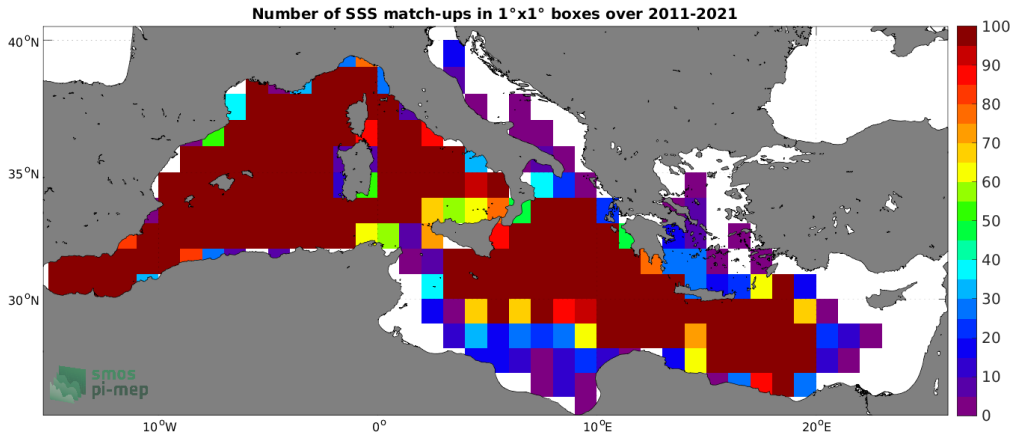 Number of SSS match-ups in 1°x1° boxes over 2011-2021
40°N
35°N
30°N
10°W
0°
10°E
20°E
100
90
80
70
60
50
40
30
20
10
0
smos
pi-mep